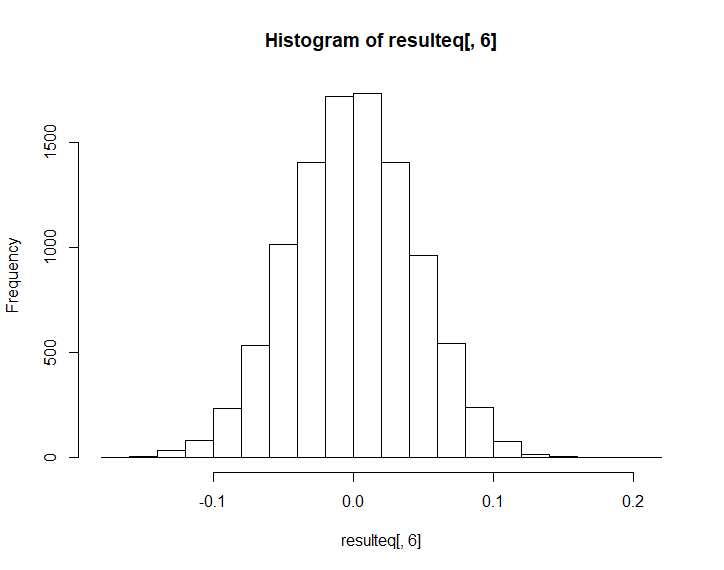 Histogram of resulteq[, 6]
Frequency
1500
1000
500
0
-0.1 0.0 0.1 0.2
resulteq[, 6]